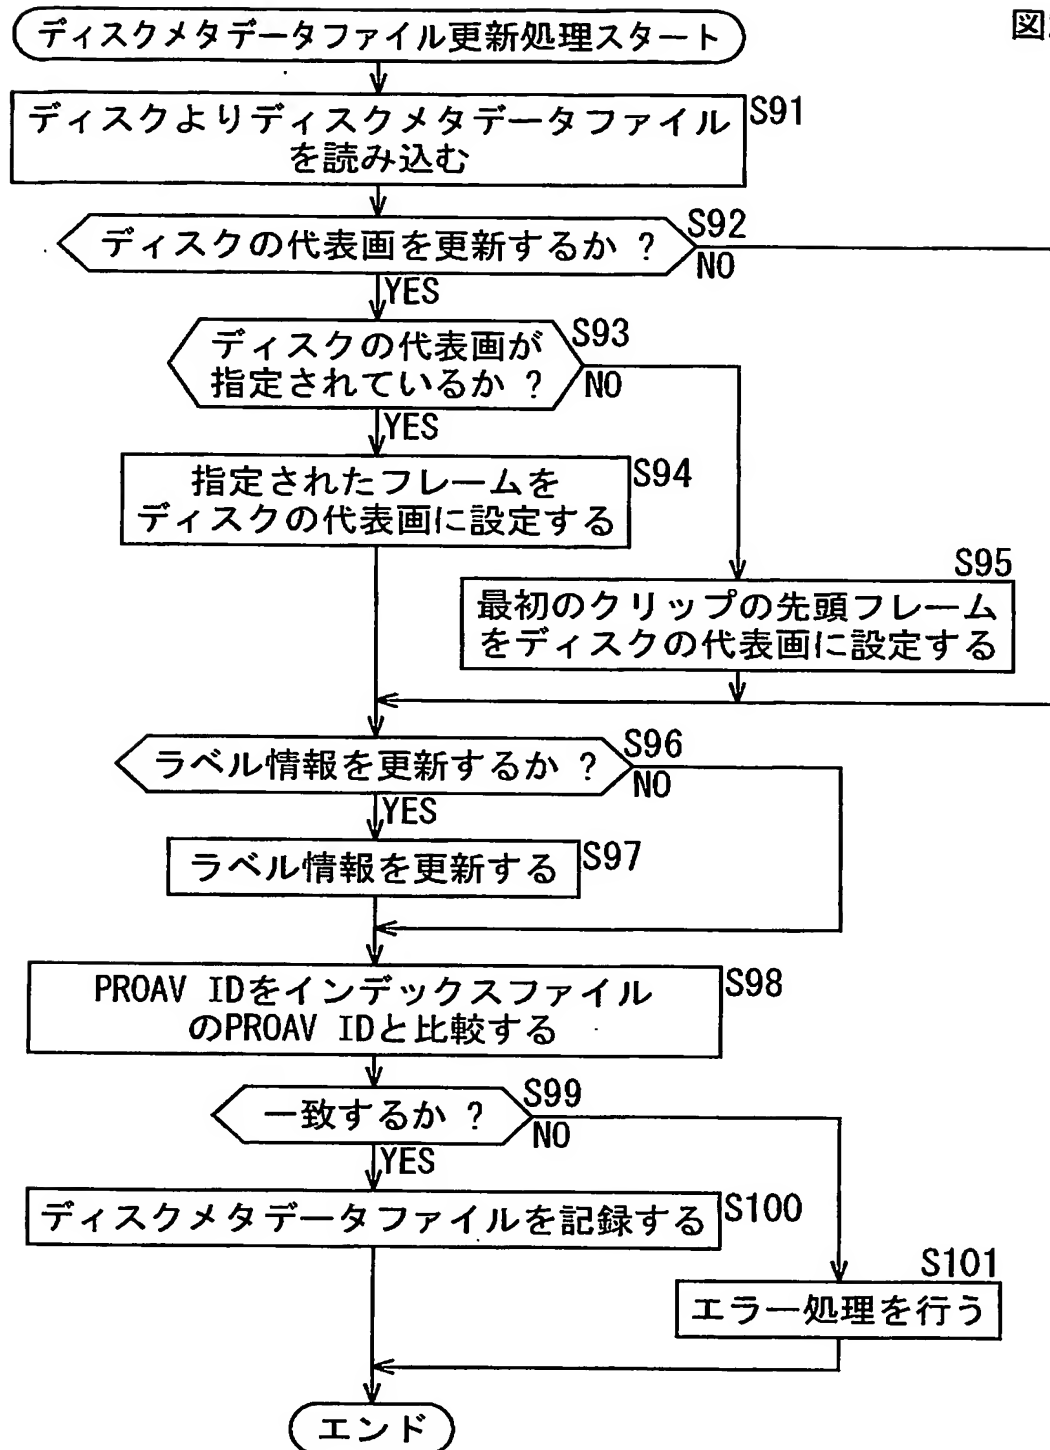 図
ディスクメタデータファイル更新処理スタート
ディスクよりディスクメタデータファイル
を読み込む
S91
ディスクの代表画を更新するか ?
S92
NO
YES
ディスクの代表画が
指定されているか ?
S93
NO
YES
指定されたフレームを
ディスクの代表画に設定する
S94
S95
最初のクリップの先頭フレーム
をディスクの代表画に設定する
ラベル情報を更新するか ?
S96
NO
YES
ラベル情報を更新する
S97
PROAV IDをインデックスファイル
のPROAV IDと比較する
S98
一致するか ?
S99
NO
YES
ディスクメタデータファイルを記録する
S100
S101
エラー処理を行う
エンド